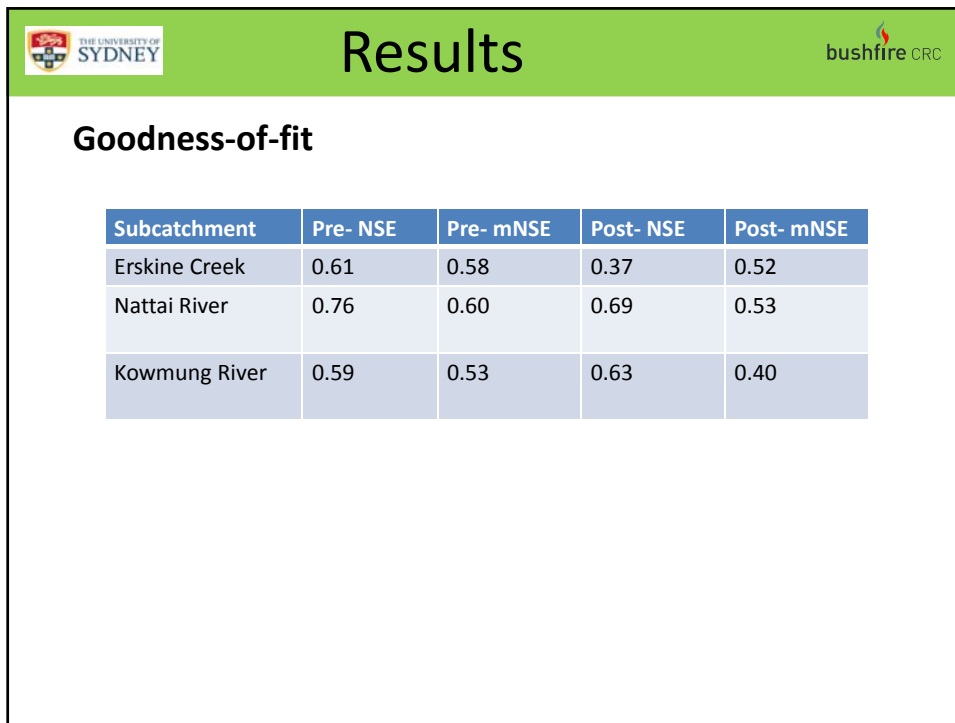 THE UNIVERSITY OF
SYDNEY
Results
bushfire CRC
Goodness-of-fit
Subcatchment Pre- NSE Pre- mNSE Post- NSE Post- mNSE
Erskine Creek 0.61 0.58 0.37 0.52
Nattai River 0.76 0.60 0.69 0.53
Kowmung River 0.59 0.53 0.63 0.40